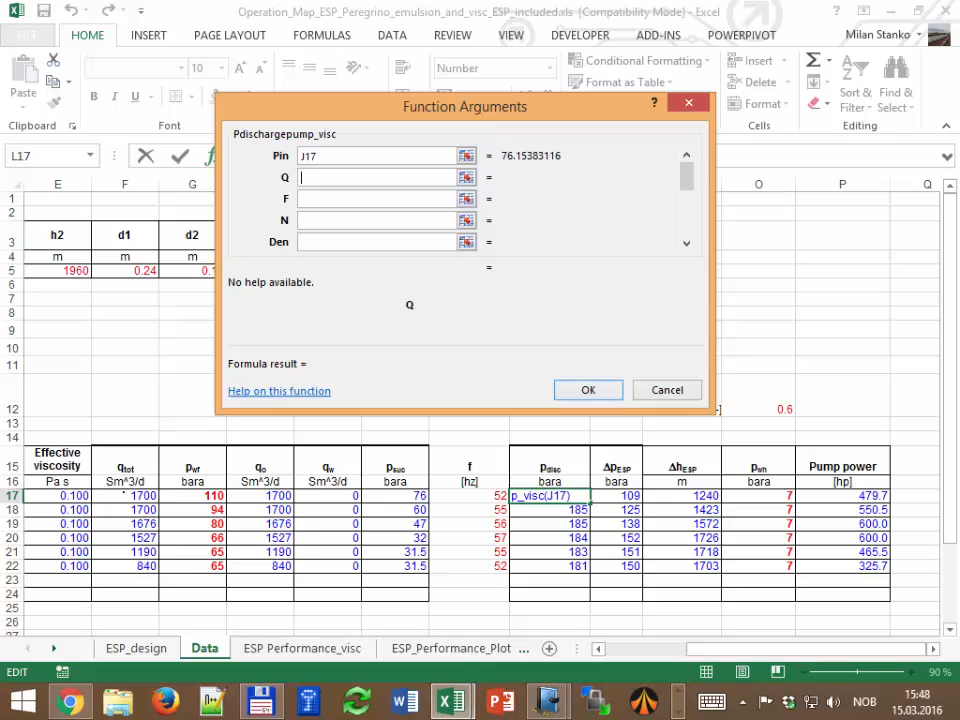 Operation_Map_ESP_Peregrino_emulsion_and_visc_ESP_included.xls [Compatibility Mode] - Excel
HOME INSERT PAGE LAYOUT FORMULAS DATA REVIEW VIEW DEVELOPER ADD-INS POWERPIVOT Milan Stanko
Paste
10
A A
Number
Conditional Formatting
Format as Table
Insert
Delete
Format
Sort & Filter
Find & Select
B I U
Clipboard
Font
Cells
Editing
Function Arguments
? ×
Pdischargepump_visc
Pin J17 = 76.15383116
Q =
F =
N =
Den =
=
No help available.
Q
Formula result =
Help on this function
OK Cancel
L17
E F G O P Q
1
2
3 h2 d1 d2
4 m m m
5 1960 0.24
6
7
8
9
10
11
12 0.6
13
14
15 Effective viscosity qtot pwf qo qw psuc f pdisc ΔpESP ΔhESP pwh Pump power
16 Pa s Sm^3/d bara Sm^3/d Sm^3/d bara [hz] bara bara m bara [hp]
17 0.100 1700 110 1700 0 76 52 p_visc(J17) 109 1240 7 479.7
18 0.100 1700 94 1700 0 60 55 185 125 1423 7 550.5
19 0.100 1676 80 1676 0 47 56 185 138 1572 7 600.0
20 0.100 1527 66 1527 0 32 57 184 152 1726 7 600.0
21 0.100 1190 65 1190 0 31.5 55 183 151 1718 7 465.5
22 0.100 840 65 840 0 31.5 52 181 150 1703 7 325.7
23
24
25
26
ESP_design Data ESP Performance_visc ESP_Performance_Plot ...
EDIT 90 %
NOB
15:48
15.03.2016